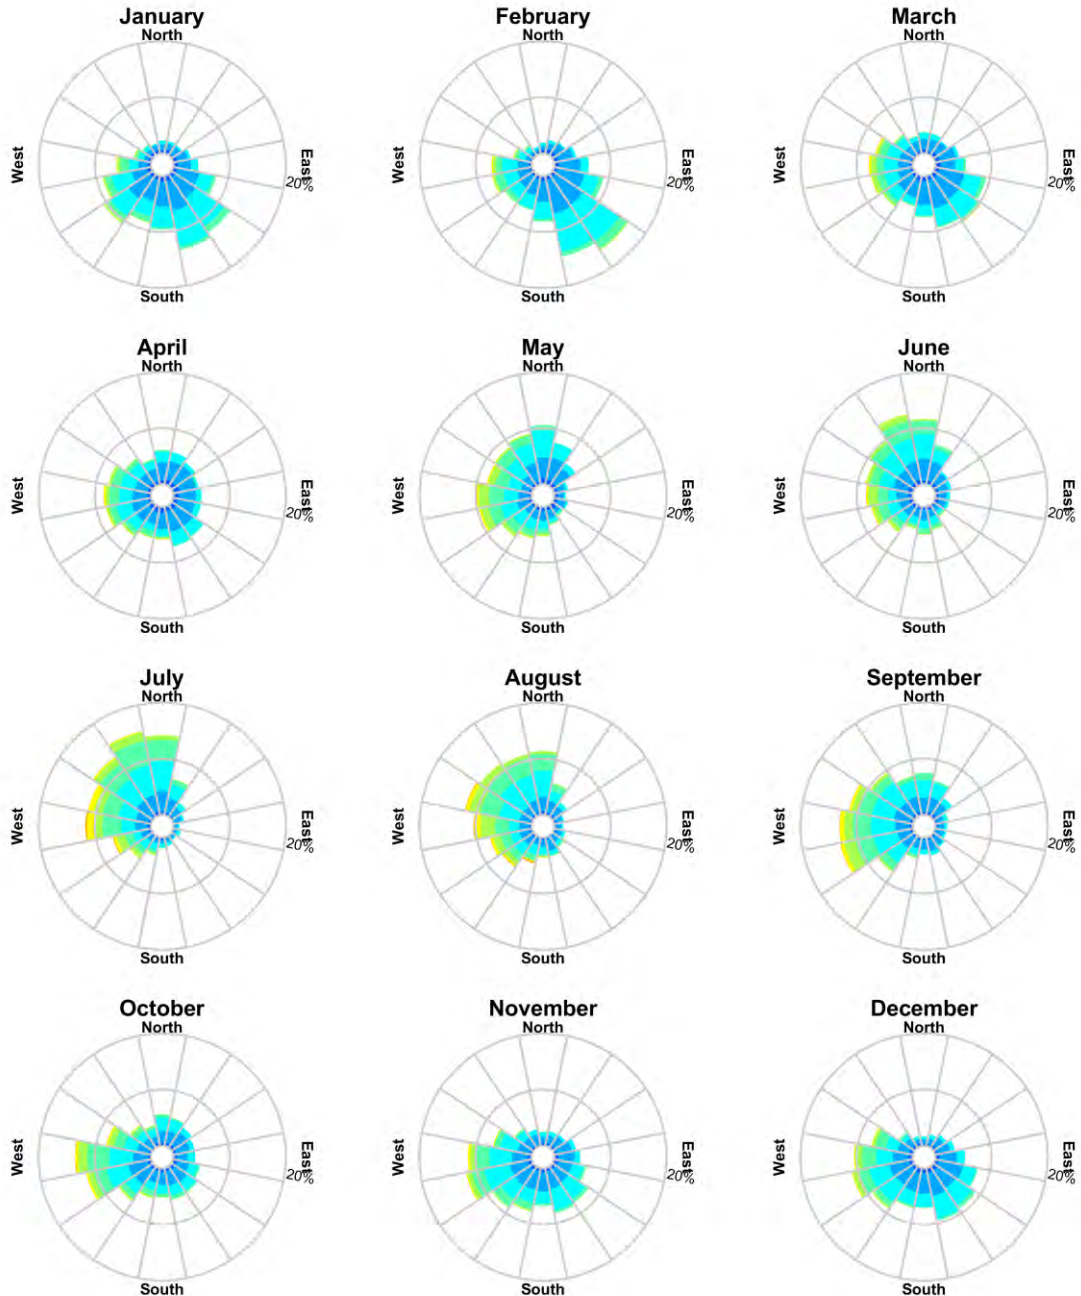 January February March
North North North
West East West East West East
20% 20% 20%
South South South
April May June
North North North
West East West East West East
20% 20% 20%
South South South
July August September
North North North
West East West East West East
20% 20% 20%
South South South
October November December
North North North
West East West East West East
20% 20% 20%
South South South